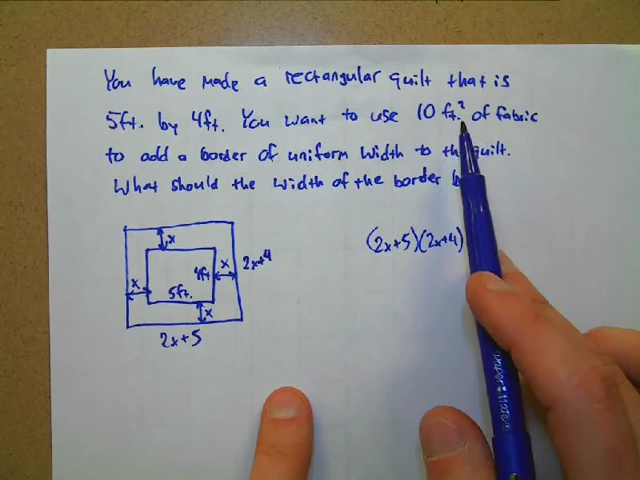 You have made a rectangular quilt that is
5ft. by 4ft. You want to use 10 ft.² of fabric
to add a border of uniform width to the quilt.
What should the width of the border
x
(2x+5)(2x+4)
4ft
x
2x+4
x
5ft.
x
2x+5